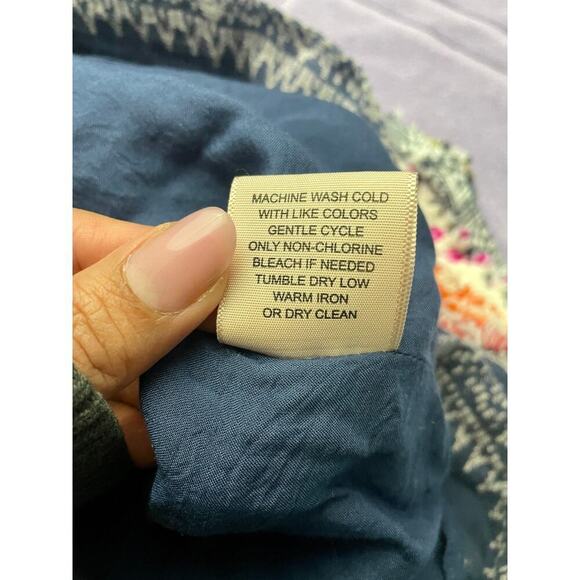 MACHINE WASH COLD
WITH LIKE COLORS
GENTLE CYCLE
ONLY NON-CHLORINE
BLEACH IF NEEDED
TUMBLE DRY LOW
WARM IRON
OR DRY CLEAN